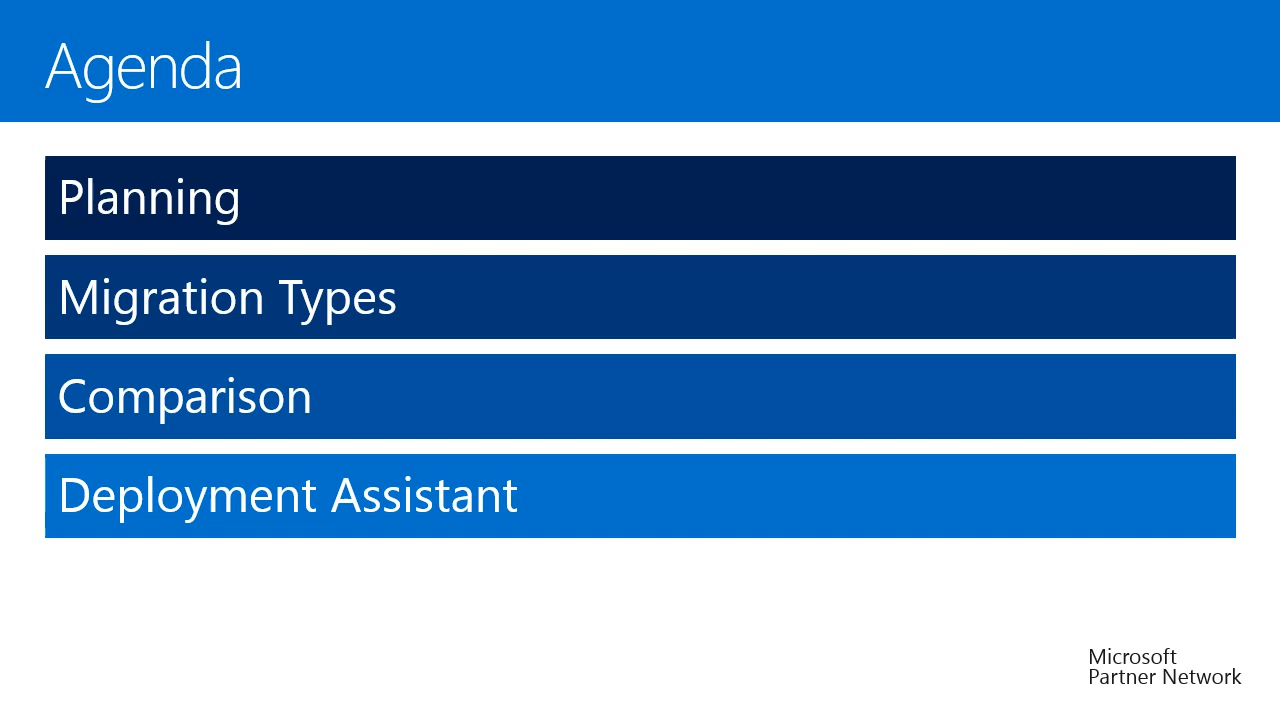 Agenda
Planning
Migration Types
Comparison
Deployment Assistant
Microsoft
Partner Network